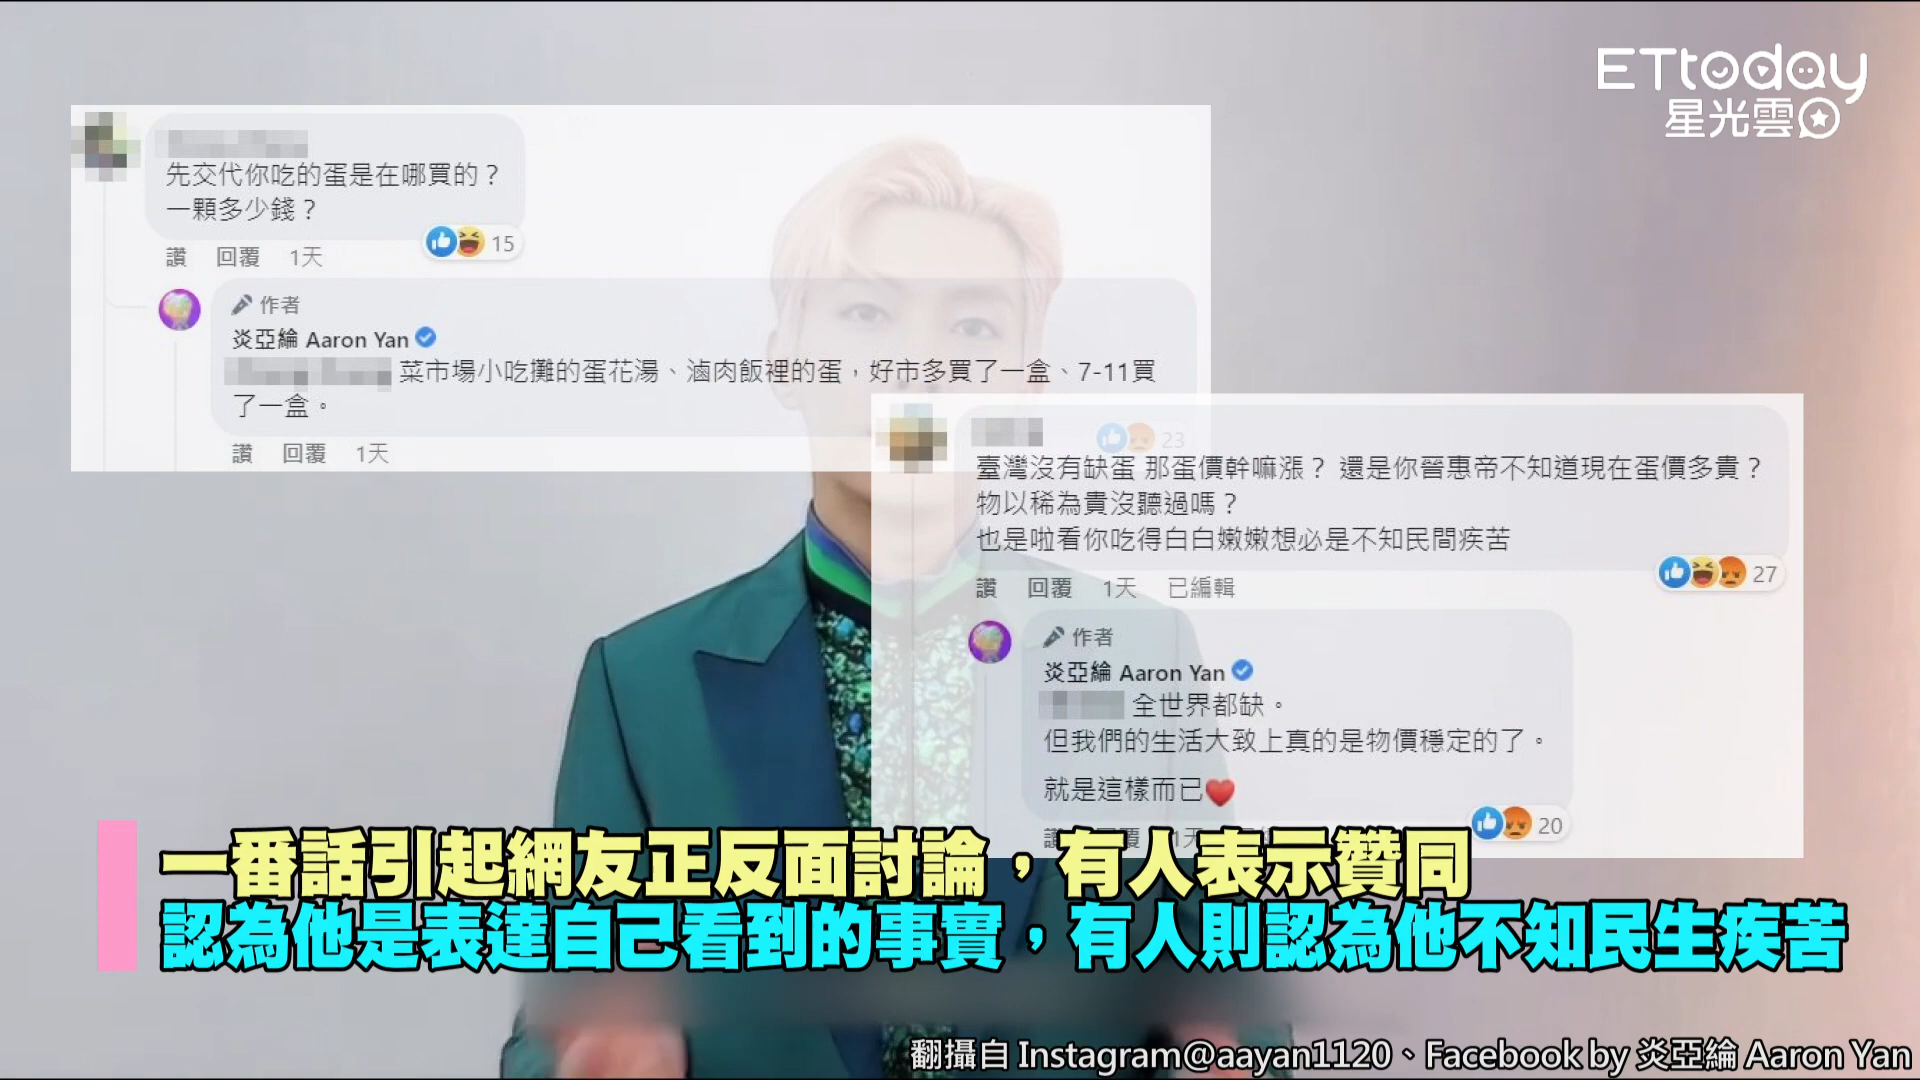 ETtoday
星光雲
先交代你吃的蛋是在哪買的？
一顆多少錢？
讚 回覆 1天
15
作者
炎亞綸 Aaron Yan
菜市場小吃攤的蛋花湯、滷肉飯裡的蛋，好市多買了一盒、7-11買
了一盒。
讚 回覆 1天
23
臺灣沒有缺蛋 那蛋價幹嘛漲？ 還是你晉惠帝不知道現在蛋價多貴？
物以稀為貴沒聽過嗎？
也是啦看你吃得白白嫩嫩想必是不知民間疾苦
讚 回覆 1天 已編輯
27
作者
炎亞綸 Aaron Yan
全世界都缺。
但我們的生活大致上真的是物價穩定的了。
就是這樣而已❤️
20
一番話引起網友正反面討論，有人表示贊同
認為他是表達自己看到的事實，有人則認為他不知民生疾苦
翻攝自 Instagram@aayan1120、Facebook by 炎亞綸 Aaron Yan